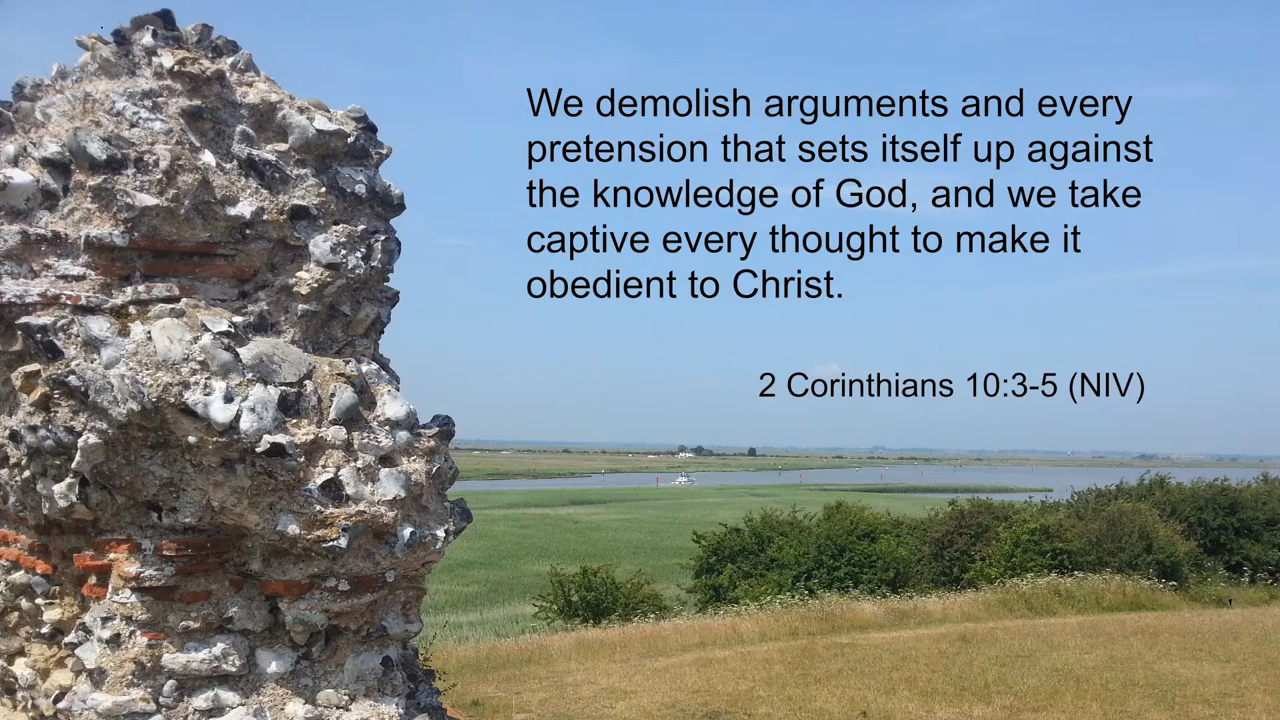 We demolish arguments and every
pretension that sets itself up against
the knowledge of God, and we take
captive every thought to make it
obedient to Christ.
2 Corinthians 10:3-5 (NIV)